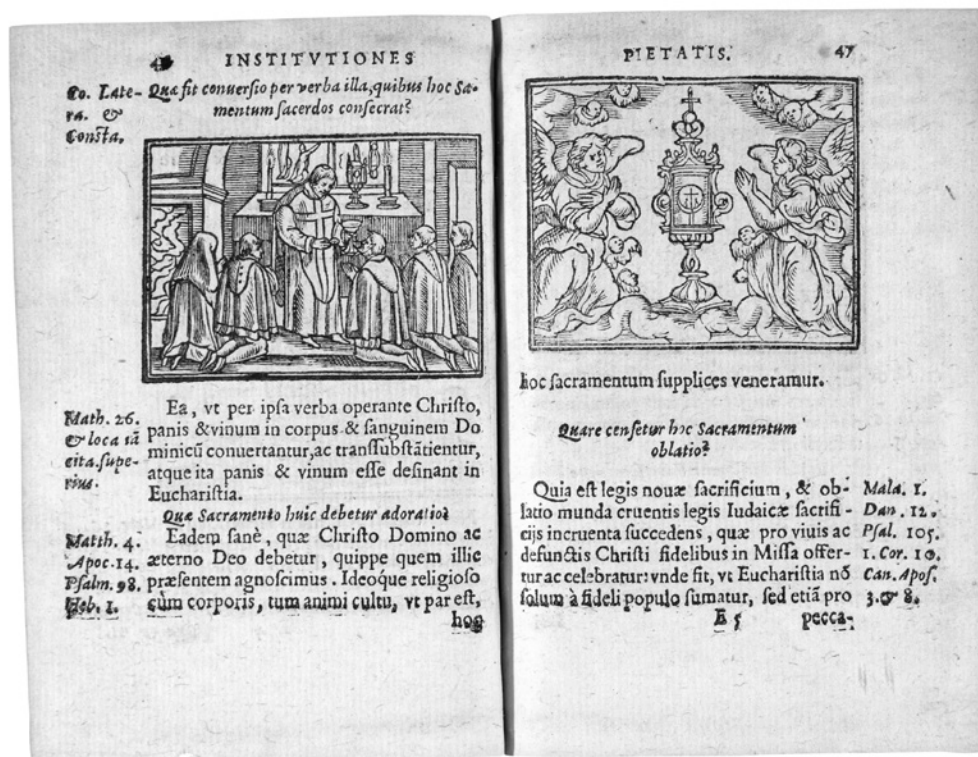 INSTITVTIONES
Co. Late-
ra. &
Consta.
Quæ fit conuersio per verba illa, quibus hoc Sa-
mentum sacerdos consecrat?
Math. 26.
& loca iā
cita. supe-
rius.
Ea, vt per ipsa verba operante Christo,
panis & vinum in corpus & sanguinem Do
minicū conuertantur, ac transsubstātientur,
atque ita panis & vinum esse desinant in
Eucharistia.
Quæ Sacramento huic debetur adoratio?
Matth. 4.
Apoc. 14.
Psalm. 98.
Heb. 1.
Eadem sanè, quæ Christo Domino ac
æterno Deo debetur, quippe quem illic
præsentem agnoscimus. Ideoque religioso
cùm corporis, tum animi cultu, vt par est,
hoc
PIETATIS. 47
hoc sacramentum supplices veneramur.
Quare censetur hoc Sacramentum
oblatio?
Quia est legis nouæ sacrificium, & ob-
latio munda cruentis legis Iudaicæ sacrifi-
cijs incruenta succedens, quæ pro viuis ac
defunctis Christi fidelibus in Missa offer-
tur ac celebratur: vnde fit, vt Eucharistia nō
solum à fideli populo sumatur, sed etiā pro
Mala. 1.
Dan. 12.
Psal. 105.
1. Cor. 10.
Can. Apos.
3. & 8.
E 5 pecca-